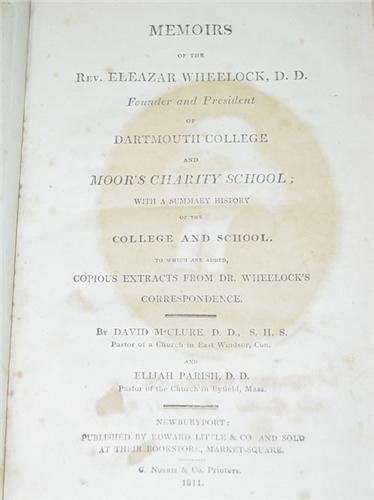 MEMOIRS
OF THE
REV. ELEAZAR WHEELOCK, D. D.
Founder and President
OF
DARTMOUTH COLLEGE
AND
MOOR'S CHARITY SCHOOL;
WITH A SUMMARY HISTORY
OF THE
COLLEGE AND SCHOOL.
TO WHICH ARE ADDED,
COPIOUS EXTRACTS FROM DR. WHEELOCK'S
CORRESPONDENCE.
BY DAVID M'CLURE, D. D., S. H. S.
Pastor of a Church in East Windsor, Con.
AND
ELIJAH PARISH, D. D.
Pastor of the Church in Byfield, Mass.
NEWBURYPORT:
PUBLISHED BY EDWARD LITTLE & CO. AND SOLD
AT THEIR BOOKSTORE, MARKET-SQUARE.
C. Norris & Co. Printers.
1811.